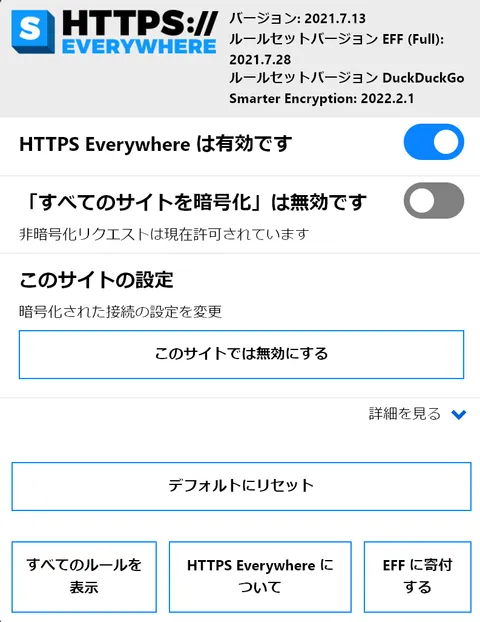 S HTTPS://
EVERYWHERE
バージョン: 2021.7.13
ルールセットバージョン EFF (Full):
2021.7.28
ルールセットバージョン DuckDuckGo
Smarter Encryption: 2022.2.1
HTTPS Everywhere は有効です
「すべてのサイトを暗号化」は無効です
非暗号化リクエストは現在許可されています
このサイトの設定
暗号化された接続の設定を変更
このサイトでは無効にする
詳細を見る
デフォルトにリセット
すべてのルールを
表示
HTTPS Everywhere に
ついて
EFF に寄付
する